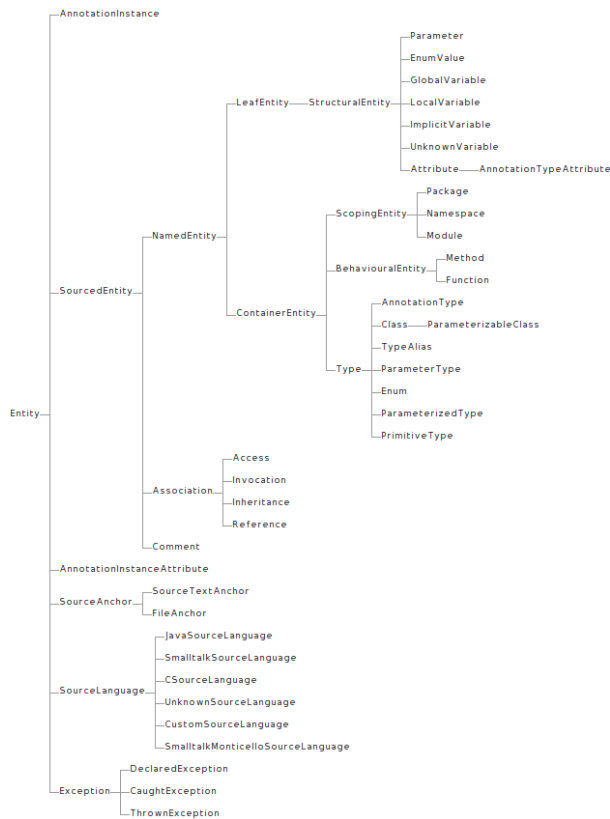 AnnotationInstance
Parameter
EnumValue
GlobalVariable
LeafEntity StructuralEntity LocalVariable
ImplicitVariable
UnknownVariable
Attribute AnnotationTypeAttribute
Package
ScopingEntity Namespace
NamedEntity Module
Method
BehaviouralEntity
Function
SourcedEntity
AnnotationType
ContainerEntity
Class ParameterizableClass
TypeAlias
Type ParameterType
Enum
Entity ParameterizedType
PrimitiveType
Access
Invocation
Association
Inheritance
Reference
Comment
AnnotationInstanceAttribute
SourceTextAnchor
SourceAnchor
FileAnchor
JavaSourceLanguage
SmalltalkSourceLanguage
CSourceLanguage
SourceLanguage
UnknownSourceLanguage
CustomSourceLanguage
SmalltalkMonticelloSourceLanguage
DeclaredException
Exception CaughtException
ThrownException